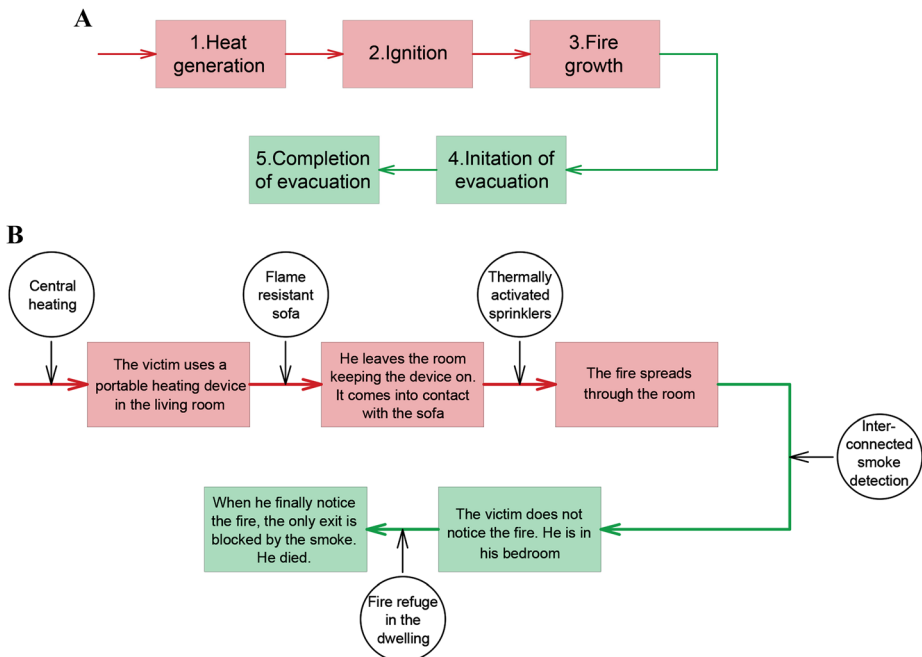 A
1.Heat
generation
2.Ignition
3.Fire
growth
5.Completion
of evacuation
4.Initation of
evacuation
B
Central
heating
Flame
resistant
sofa
Thermally
activated
sprinklers
The victim uses a
portable heating device
in the living room
He leaves the room
keeping the device on.
It comes into contact
with the sofa
The fire spreads
through the room
Inter-
connected
smoke
detection
When he finally notice
the fire, the only exit is
blocked by the smoke.
He died.
The victim does not
notice the fire. He is in
his bedroom
Fire refuge
in the
dwelling